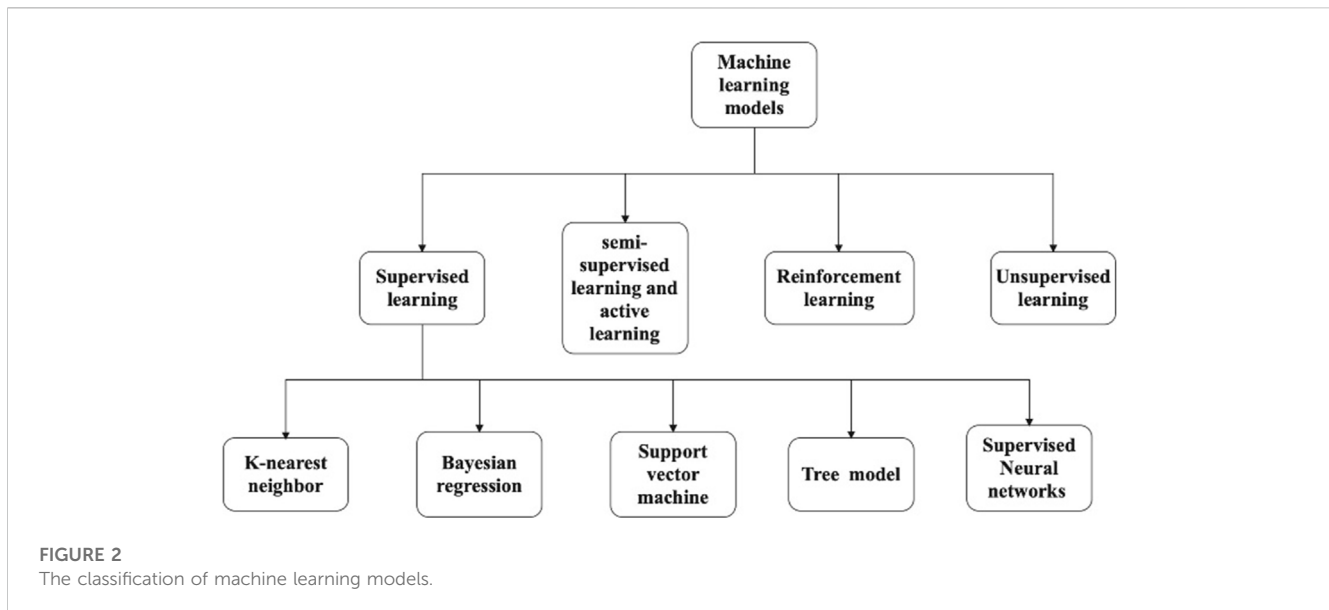 Machine
learning
models
Supervised
learning
semi-
supervised
learning and
active
learning
Reinforcement
learning
Unsupervised
learning
K-nearest
neighbor
Bayesian
regression
Support
vector
machine
Tree model
Supervised
Neural
networks
FIGURE 2
The classification of machine learning models.